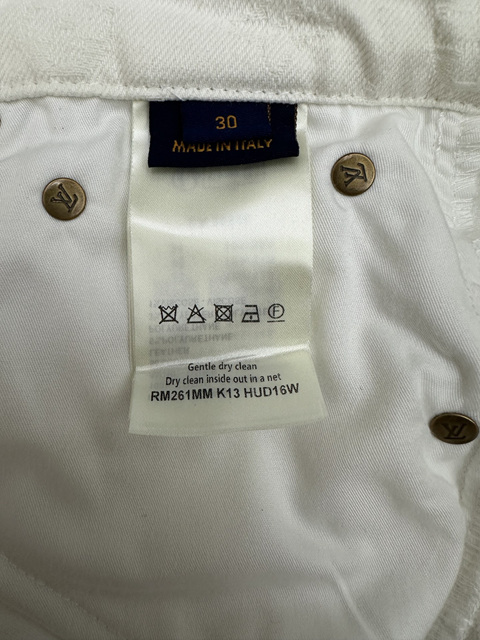 30
MADE IN ITALY
Gentle dry clean
Dry clean inside out in a net
RM261MM K13 HUD16W